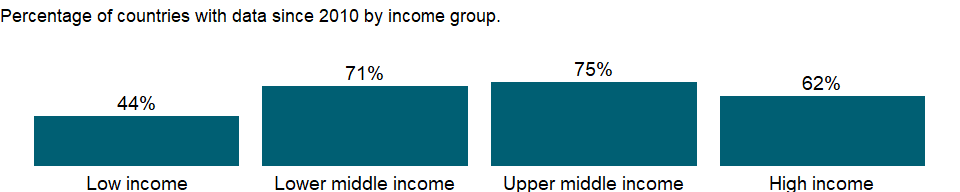 Percentage of countries with data since 2010 by income group.
44%
71%
75%
62%
Low income
Lower middle income
Upper middle income
High income